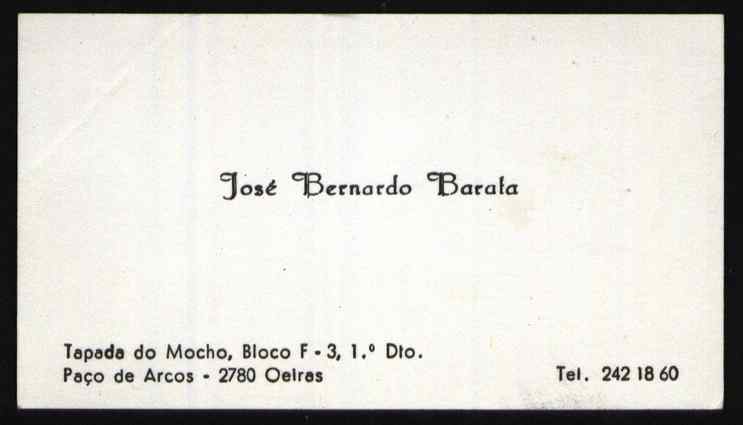 José Bernardo Barata
Tapada do Mocho, Bloco F - 3, 1.º Dto.
Paço de Arcos - 2780 Oeiras
Tel. 242 18 60